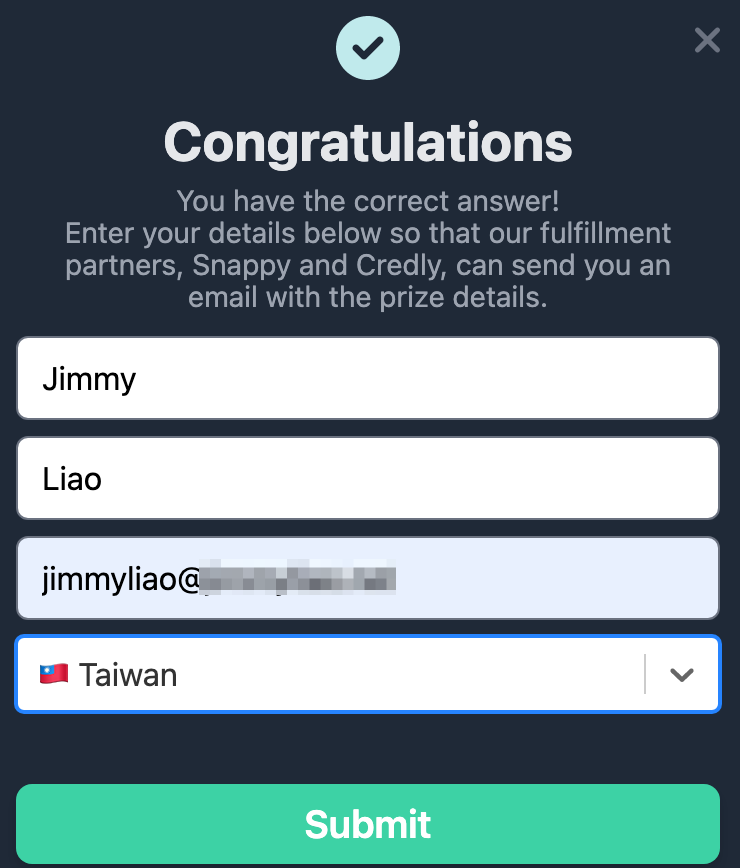 Congratulations
You have the correct answer!
Enter your details below so that our fulfillment
partners, Snappy and Credly, can send you an
email with the prize details.
Jimmy
Liao
jimmyliao@
Taiwan
Submit